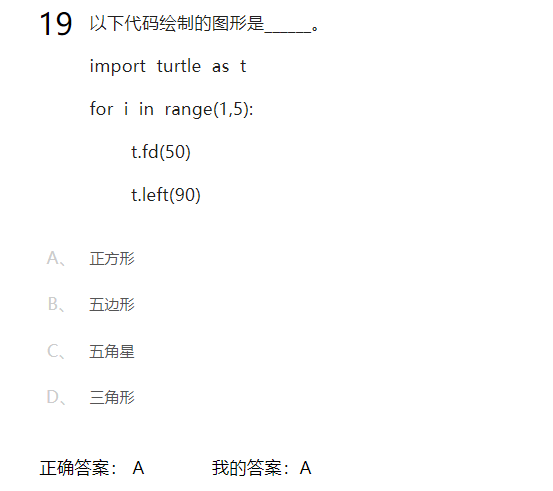 19 以下代码绘制的图形是______。
import turtle as t
for i in range(1,5):
t.fd(50)
t.left(90)
A、 正方形
B、 五边形
C、 五角星
D、 三角形
正确答案： A 我的答案：A